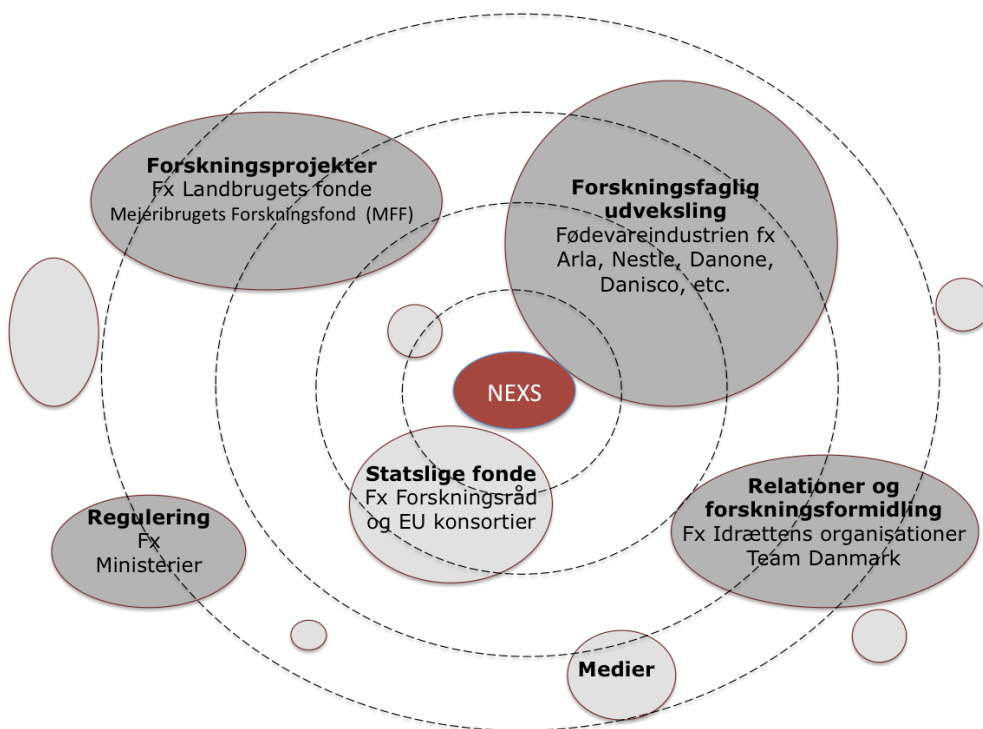 Forskningsprojekter
Fx Landbrugets fonde
Mejeribrugets Forskningsfond (MFF)
Forskningsfaglig
udveksling
Fødevareindustrien fx
Arla, Nestle, Danone,
Danisco, etc.
NEXS
Statslige fonde
Fx Forskningsråd
og EU konsortier
Regulering
Fx
Ministerier
Relationer og
forskningsformidling
Fx Idrættens organisationer
Team Danmark
Medier